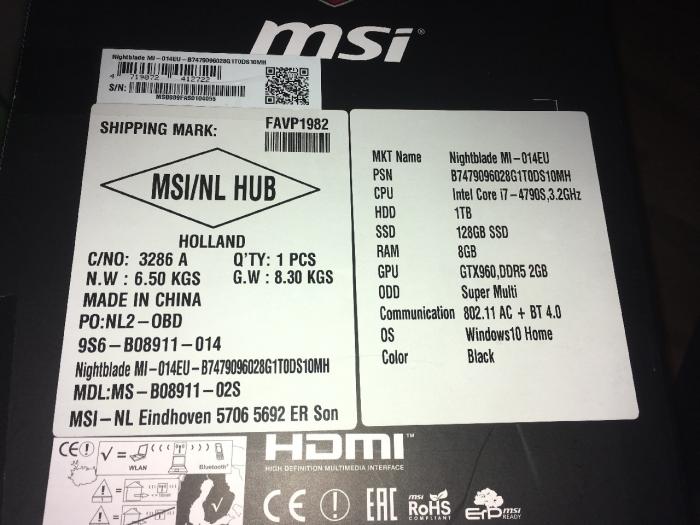 msi
Nightblade MI-014EU-B7479096028G1T0DS10MH
4 719072 412722
S/N:
SHIPPING MARK: FAVP1982
MSI/NL HUB
HOLLAND
C/NO: 3286 A Q'TY: 1 PCS
N.W : 6.50 KGS G.W : 8.30 KGS
MADE IN CHINA
PO:NL2-OBD
9S6-B08911-014
Nightblade MI-014EU-B7479096028G1T0DS10MH
MDL:MS-B08911-02S
MSI-NL Eindhoven 5706 5692 ER Son
MKT Name Nightblade MI-014EU
PSN B7479096028G1T0DS10MH
CPU Intel Core i7-4790S,3.2GHz
HDD 1TB
SSD 128GB SSD
RAM 8GB
GPU GTX960,DDR5 2GB
ODD Super Multi
Communication 802.11 AC + BT 4.0
OS Windows10 Home
Color Black
CE
WLAN Bluetooth
HDMI™
HIGH DEFINITION MULTIMEDIA INTERFACE
CE EAC msi RoHS COMPLIANT ErP msi READY